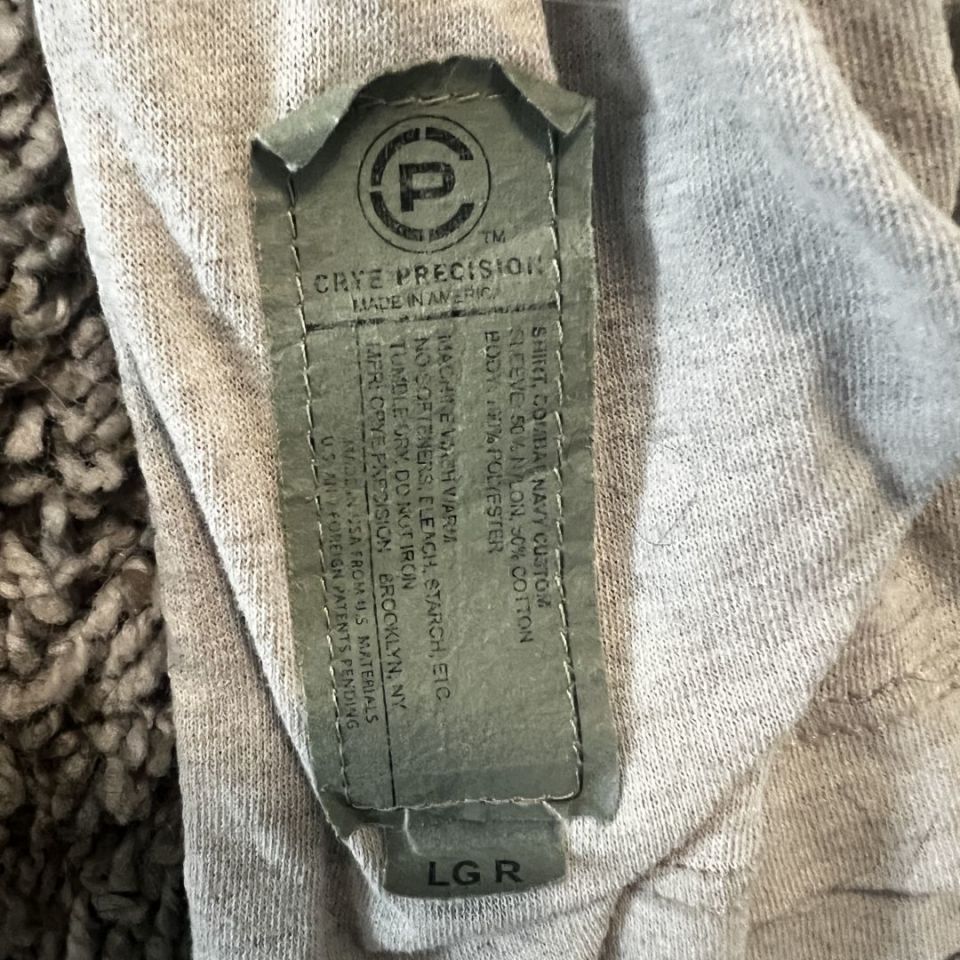 CP
TM
CRYE PRECISION
MADE IN AMERICA
SHIRT, COMBAT NAVY CUSTOM
SLEEVE: 50% NYLON, 50% COTTON
BODY: 100% POLYESTER
MACHINE WASH WARM
NO SOFTENERS, BLEACH, STARCH, ETC
TUMBLE DRY DO NOT IRON
MFR: CRYE PRECISION BROOKLYN, NY
MADE IN USA FROM U.S. MATERIALS
U.S. AND FOREIGN PATENTS PENDING
LG R